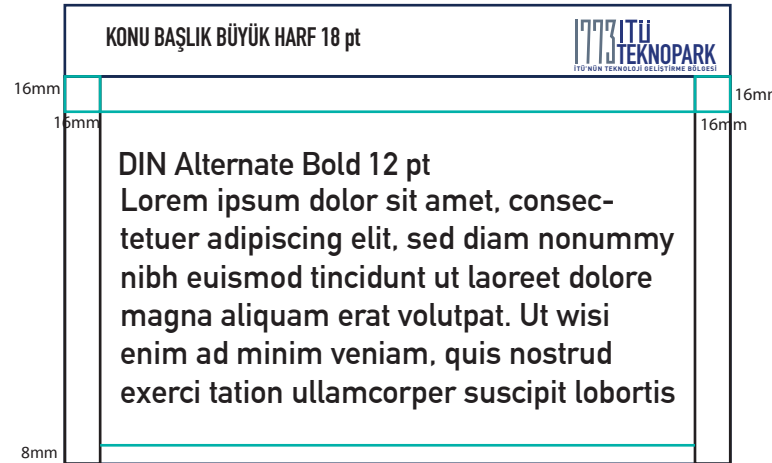 KONU BAŞLIK BÜYÜK HARF 18 pt
1773 İTÜ
TEKNOPARK
İTÜ'NÜN TEKNOLOJİ GELİŞTİRME BÖLGESİ
16mm
16mm
16mm
16mm
DIN Alternate Bold 12 pt
Lorem ipsum dolor sit amet, consec-
tetuer adipiscing elit, sed diam nonummy
nibh euismod tincidunt ut laoreet dolore
magna aliquam erat volutpat. Ut wisi
enim ad minim veniam, quis nostrud
exerci tation ullamcorper suscipit lobortis
8mm